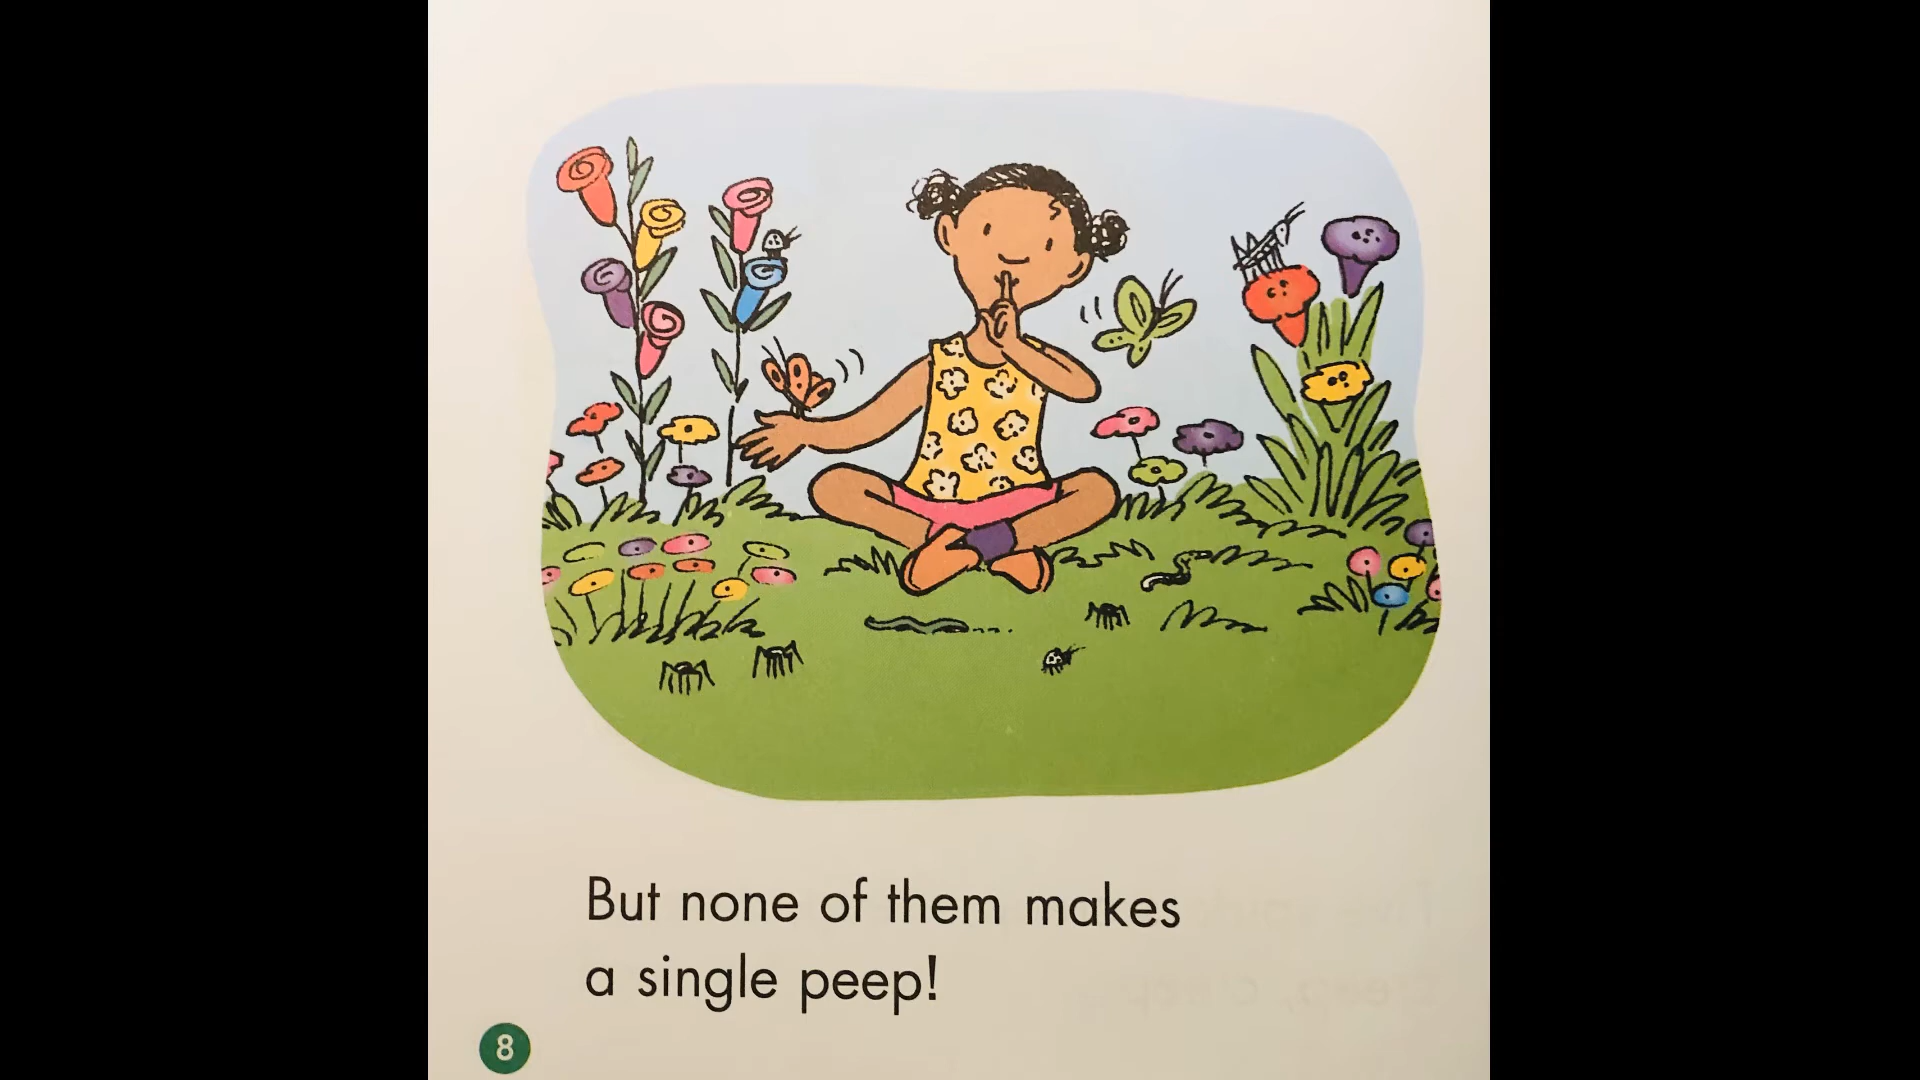 But none of them makes
a single peep!
8